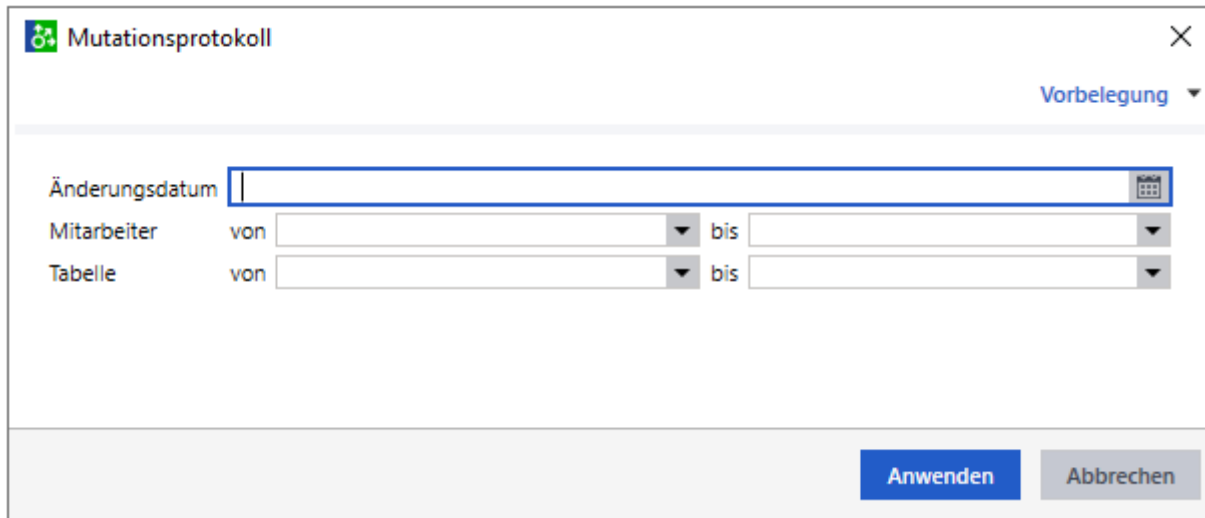 Mutationsprotokoll
Vorbelegung
Änderungsdatum
Mitarbeiter von bis
Tabelle von bis
Anwenden Abbrechen